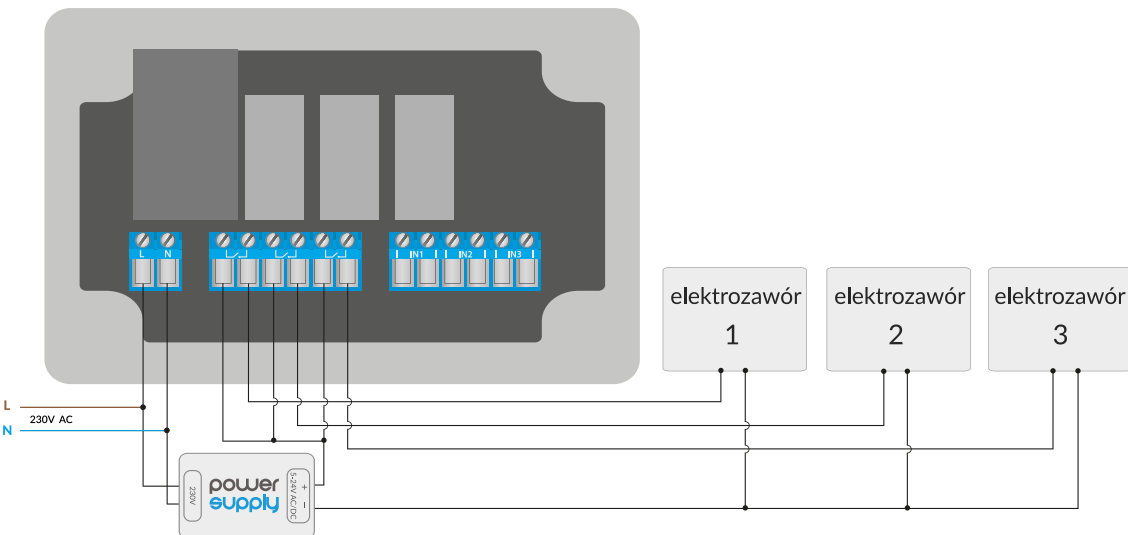 L N
IN1 IN2 IN3
elektrozawór
1
elektrozawór
2
elektrozawór
3
L
230V AC
N
230V
power
supply
5-24V AC/DC
+
−